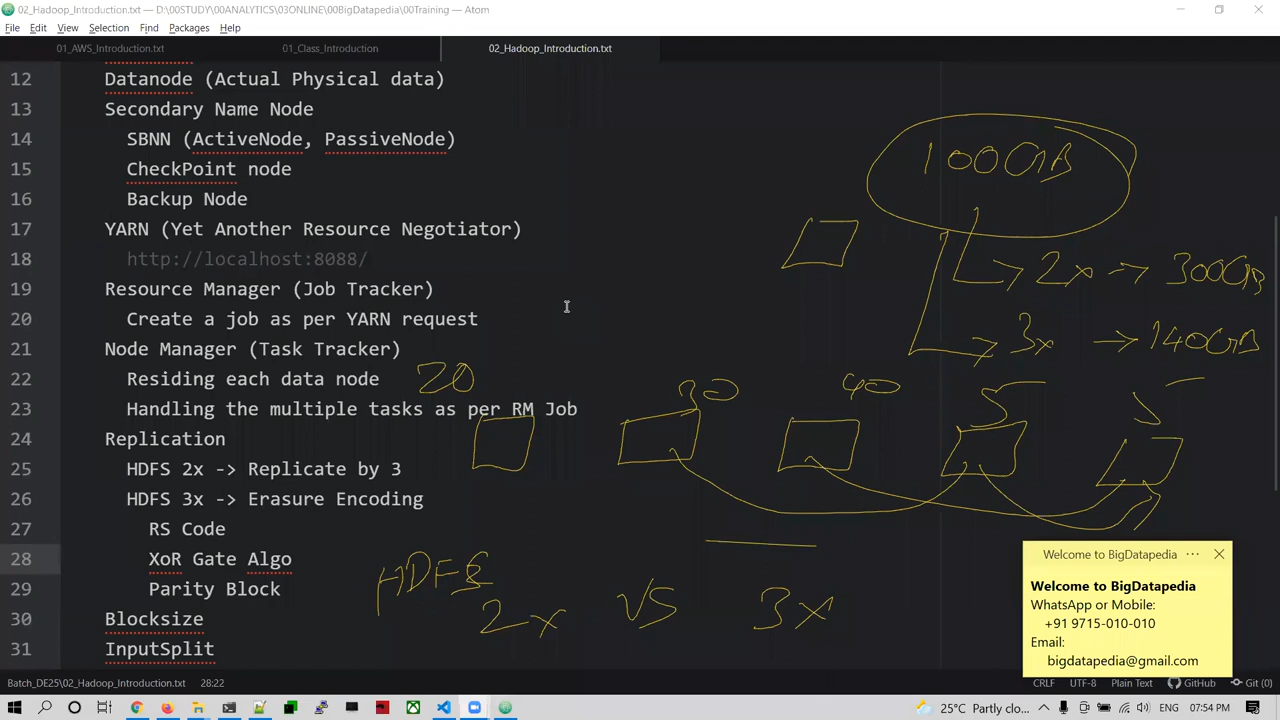 02_Hadoop_Introduction.txt — D:\00STUDY\00ANALYTICS\03ONLINE\00BigDatapedia\00Training — Atom
File Edit View Selection Find Packages Help
01_AWS_Introduction.txt 01_Class_Introduction 02_Hadoop_Introduction.txt
12 Datanode (Actual Physical data)
13 Secondary Name Node
14 SBNN (ActiveNode, PassiveNode)
15 CheckPoint node
16 Backup Node
17 YARN (Yet Another Resource Negotiator)
18 http://localhost:8088/
19 Resource Manager (Job Tracker)
20 Create a job as per YARN request
21 Node Manager (Task Tracker)
22 Residing each data node
23 Handling the multiple tasks as per RM Job
24 Replication
25 HDFS 2x -> Replicate by 3
26 HDFS 3x -> Erasure Encoding
27 RS Code
28 XoR Gate Algo
29 Parity Block
30 Blocksize
31 InputSplit
100GB
2x → 300GB
3x → 140GB
20 30 40 5 5
HDFS
2x VS 3x
Welcome to BigDatapedia
Welcome to BigDatapedia
WhatsApp or Mobile:
+91 9715-010-010
Email:
bigdatapedia@gmail.com
Batch_DE25\02_Hadoop_Introduction.txt 28:22 CRLF UTF-8 Plain Text GitHub Git (0)
25°C Partly clo... ENG 07:54 PM